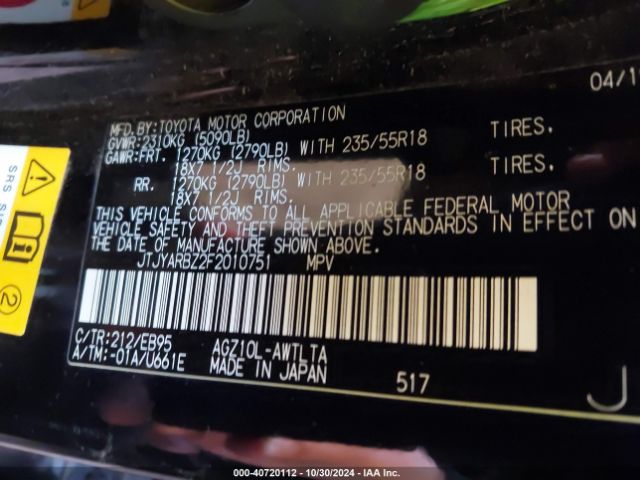 04/1
MFD.BY:TOYOTA MOTOR CORPORATION
GVWR:2310KG (5090LB)
GAWR:FRT. 1270KG (2790LB) WITH 235/55R18 TIRES.
18X7 1/2J RIMS.
RR. 1270KG (2790LB) WITH 235/55R18 TIRES.
18X7 1/2J RIMS.
THIS VEHICLE CONFORMS TO ALL APPLICABLE FEDERAL MOTOR
VEHICLE SAFETY AND THEFT PREVENTION STANDARDS IN EFFECT ON
THE DATE OF MANUFACTURE SHOWN ABOVE.
JTJYARBZ2F2010751 MPV
C/TR:212/EB95 AGZ10L-AWTLTA
A/TM:-01A/U661E MADE IN JAPAN
517
J
SRS
2
000-40720112 - 10/30/2024 - IAA Inc.